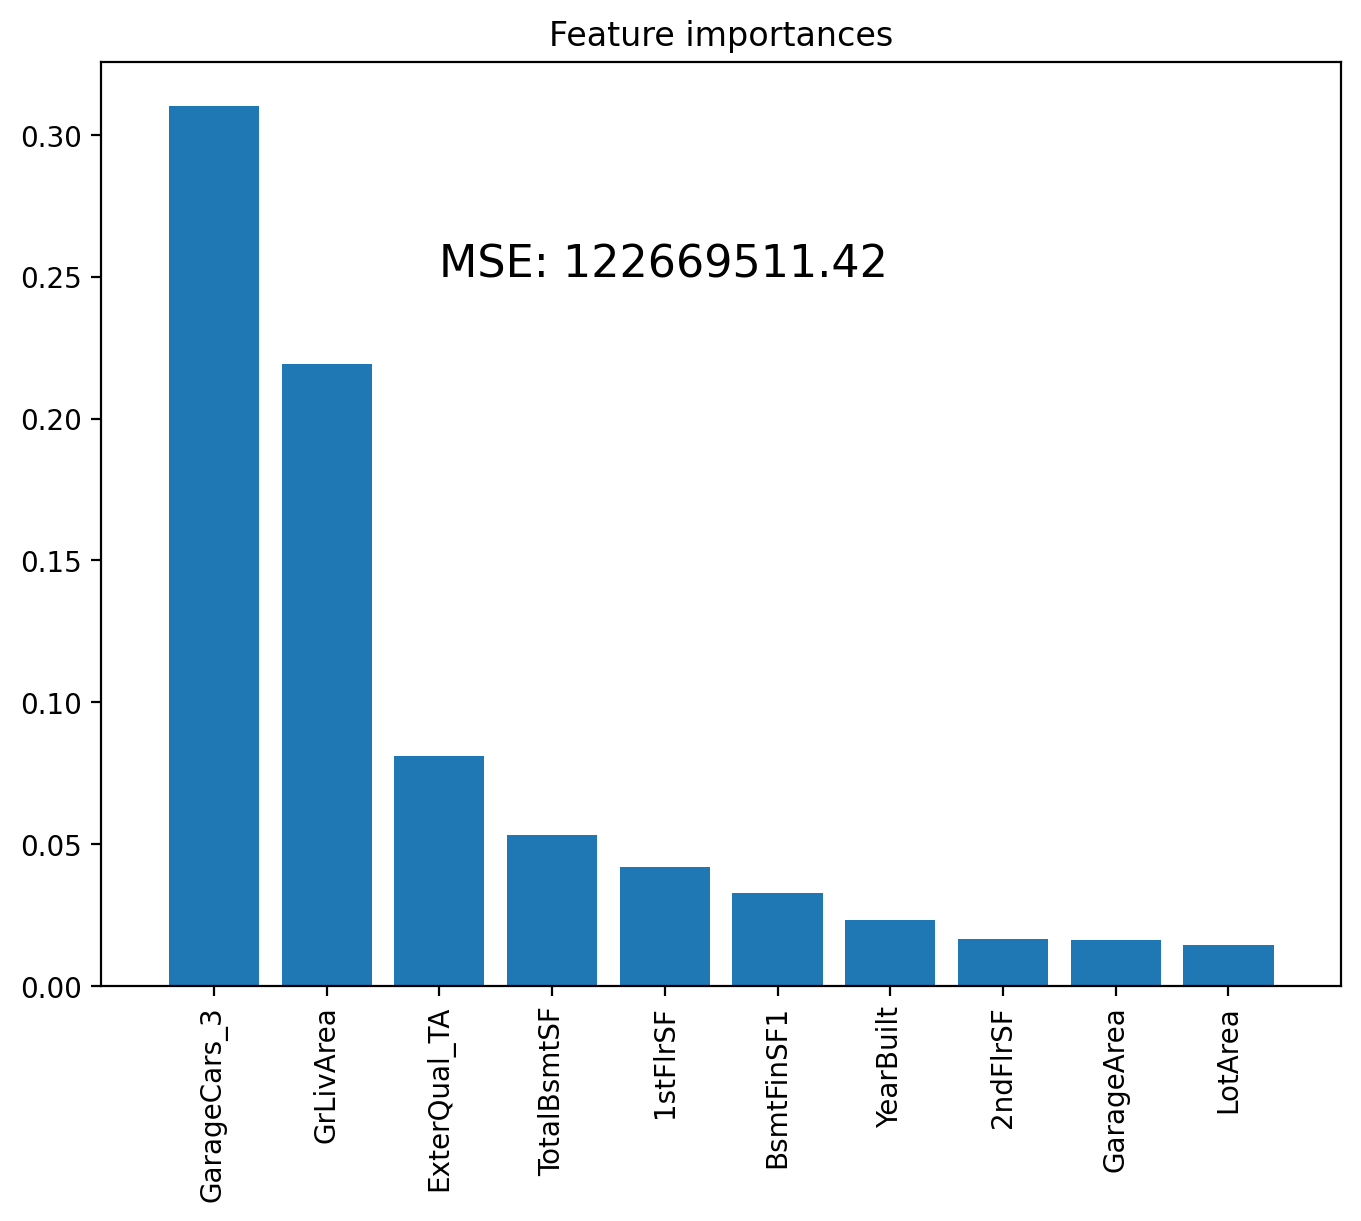 Feature importances
0.30
MSE: 122669511.42
0.25
0.20
0.15
0.10
0.05
0.00
GarageCars_3
GrLivArea
ExterQual_TA
TotalBsmtSF
1stFlrSF
BsmtFinSF1
YearBuilt
2ndFlrSF
GarageArea
LotArea